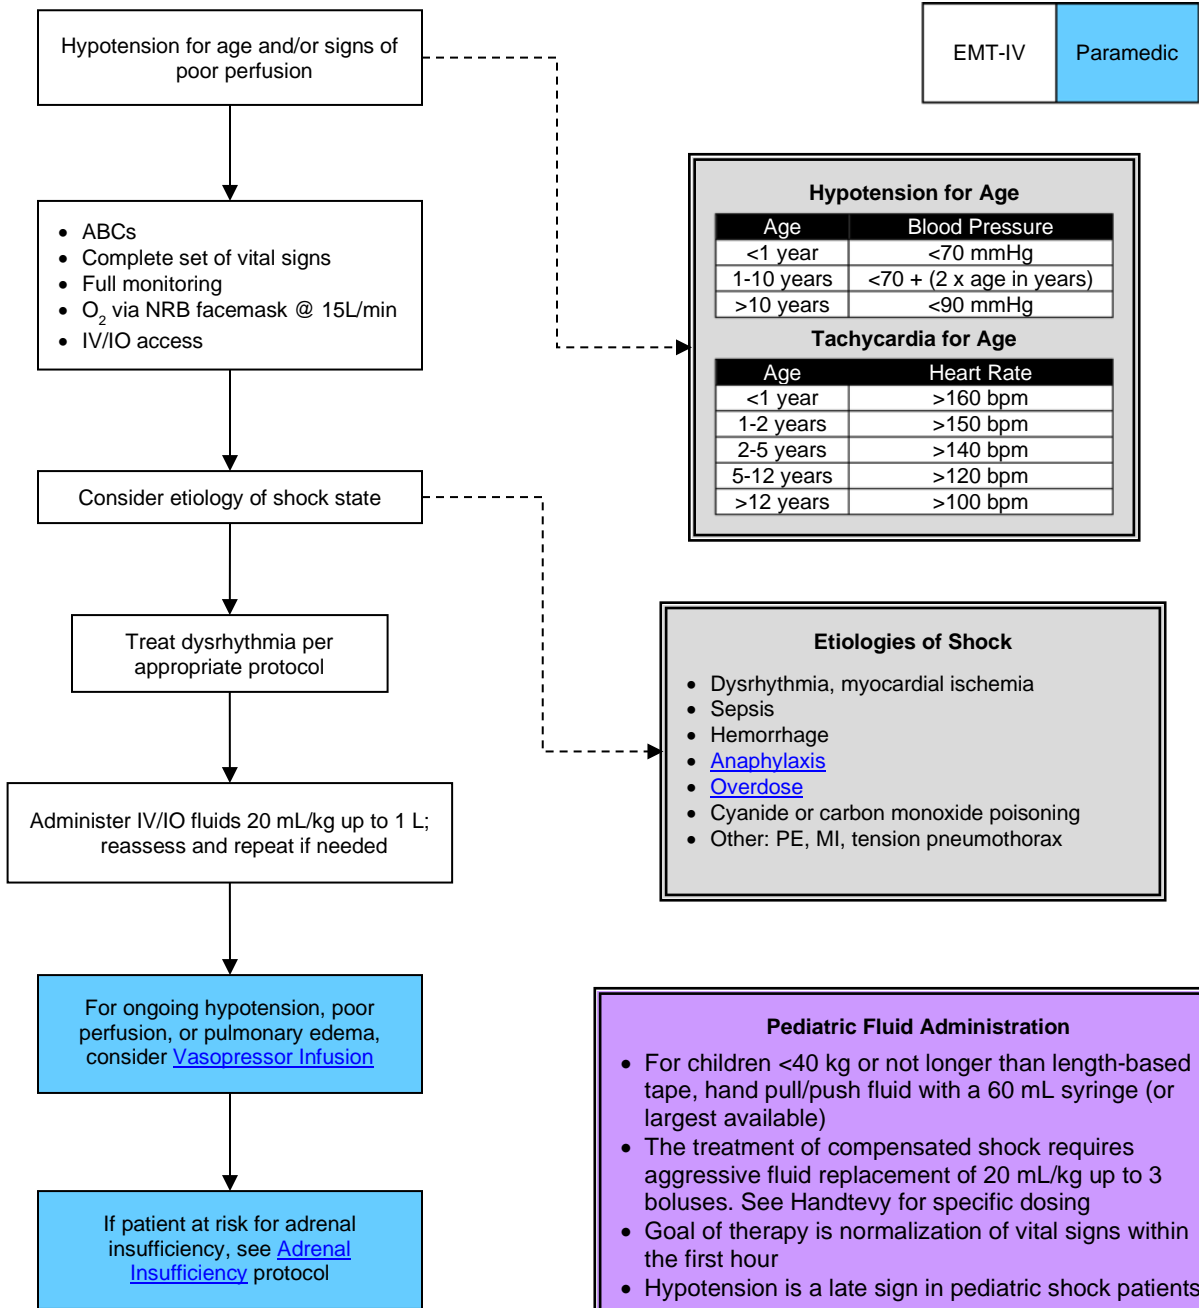 Hypotension for age and/or signs of
poor perfusion
EMT-IV
Paramedic
• ABCs
• Complete set of vital signs
• Full monitoring
• O2 via NRB facemask @ 15L/min
• IV/IO access
Hypotension for Age
Age Blood Pressure
<1 year <70 mmHg
1-10 years <70 + (2 x age in years)
>10 years <90 mmHg
Tachycardia for Age
Age Heart Rate
<1 year >160 bpm
1-2 years >150 bpm
2-5 years >140 bpm
5-12 years >120 bpm
>12 years >100 bpm
Consider etiology of shock state
Treat dysrhythmia per
appropriate protocol
Etiologies of Shock
• Dysrhythmia, myocardial ischemia
• Sepsis
• Hemorrhage
• Anaphylaxis
• Overdose
• Cyanide or carbon monoxide poisoning
• Other: PE, MI, tension pneumothorax
Administer IV/IO fluids 20 mL/kg up to 1 L;
reassess and repeat if needed
For ongoing hypotension, poor
perfusion, or pulmonary edema,
consider Vasopressor Infusion
If patient at risk for adrenal
insufficiency, see Adrenal
Insufficiency protocol
Pediatric Fluid Administration
• For children <40 kg or not longer than length-based
tape, hand pull/push fluid with a 60 mL syringe (or
largest available)
• The treatment of compensated shock requires
aggressive fluid replacement of 20 mL/kg up to 3
boluses. See Handtevy for specific dosing
• Goal of therapy is normalization of vital signs within
the first hour
• Hypotension is a late sign in pediatric shock patients